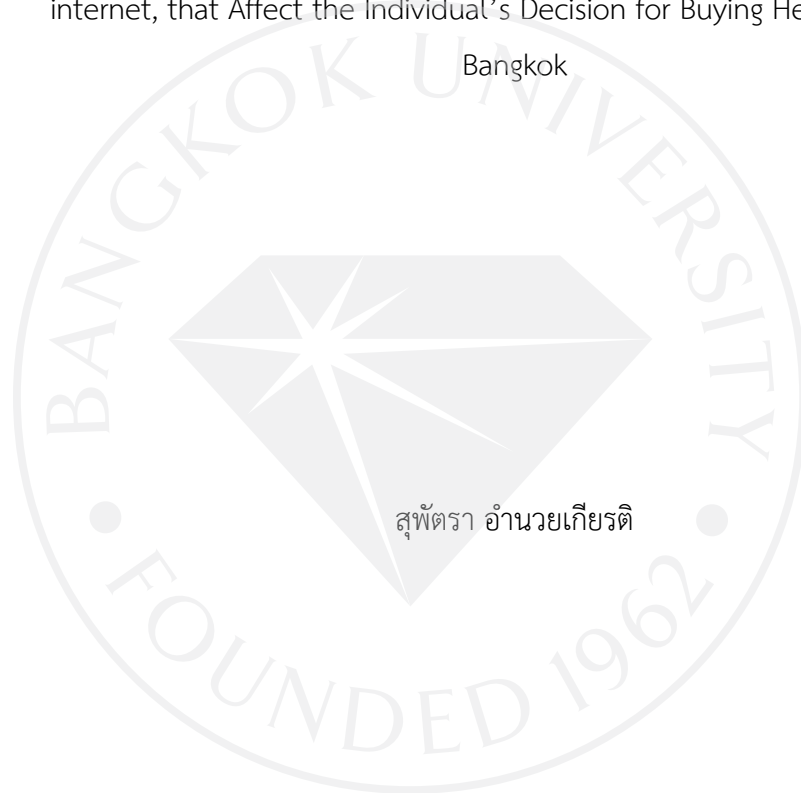 internet, that Affect the Individual's Decision for Buying He
Bangkok
สุพัตรา อำนวยเกียรติ
BANGKOK UNIVERSITY
FOUNDED 1962